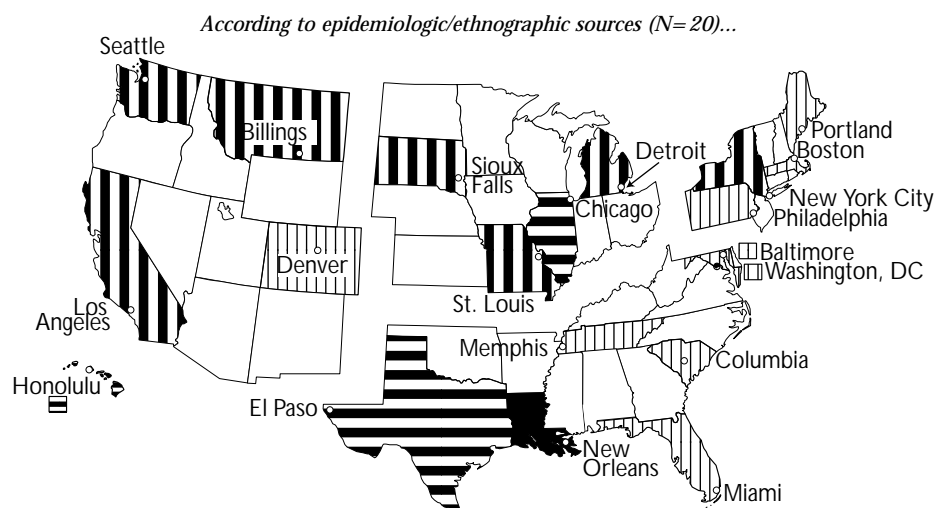 According to epidemiologic/ethnographic sources (N=20)...
Seattle
Billings
Sioux
Falls
Detroit
Portland
Boston
New York City
Philadelphia
Chicago
Baltimore
Washington, DC
Denver
St. Louis
Los
Angeles
Memphis
Columbia
Honolulu
El Paso
New
Orleans
Miami